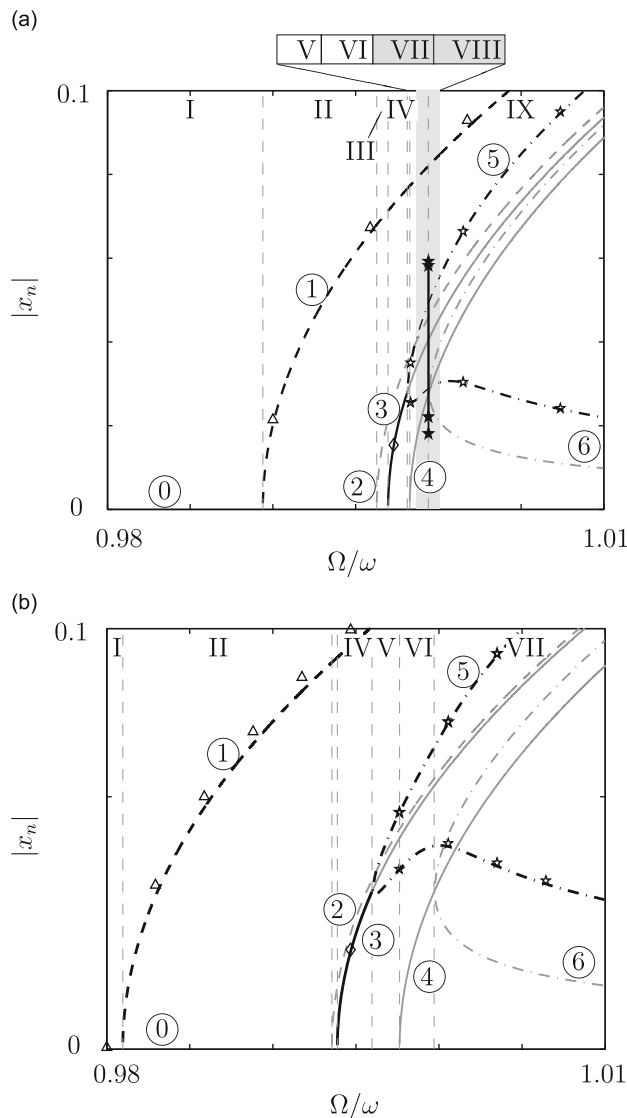 (a)
V VI VII VIII
0.1
I II III IV IX
⑤
①
|x_n|
③
⑥
⓪ ② ④
0
0.98 1.01
Ω/ω
(b)
0.1
I II IV V VI VII
⑤
①
|x_n|
②
③
④ ⑥
⓪
0
0.98 1.01
Ω/ω